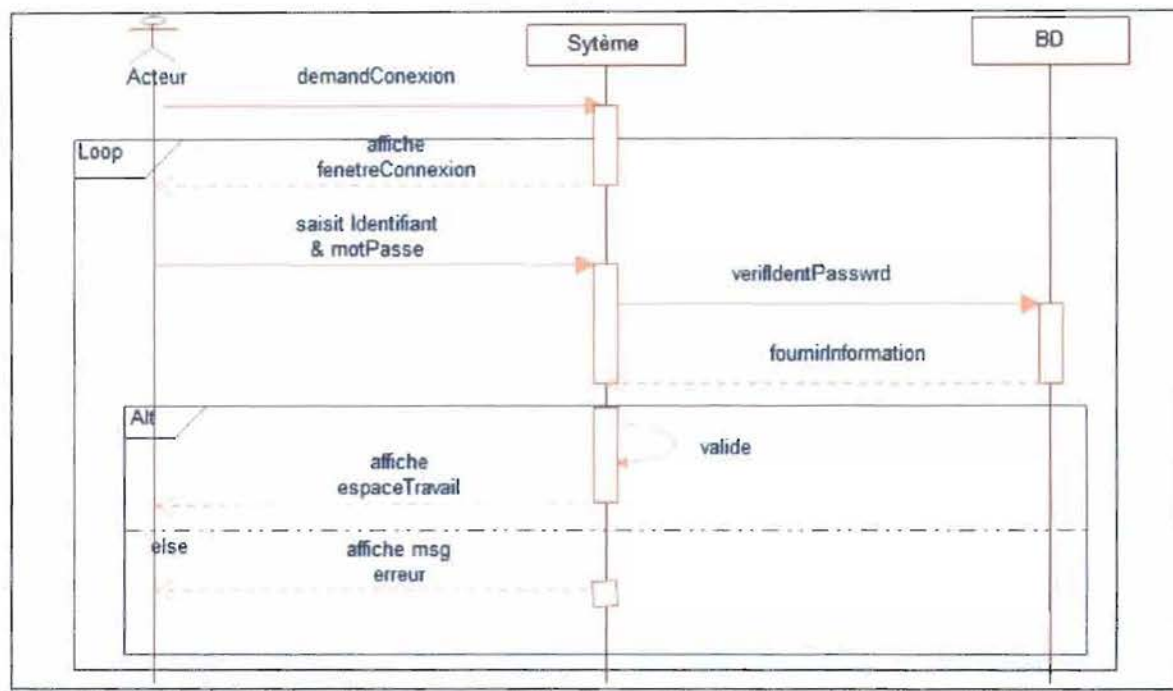 Sytème
BD
Acteur
demandConexion
Loop
affiche
fenetreConnexion
saisit Identifiant
& motPasse
verifIdentPasswrd
fournirInformation
Alt
valide
affiche
espaceTravail
else
affiche msg
erreur